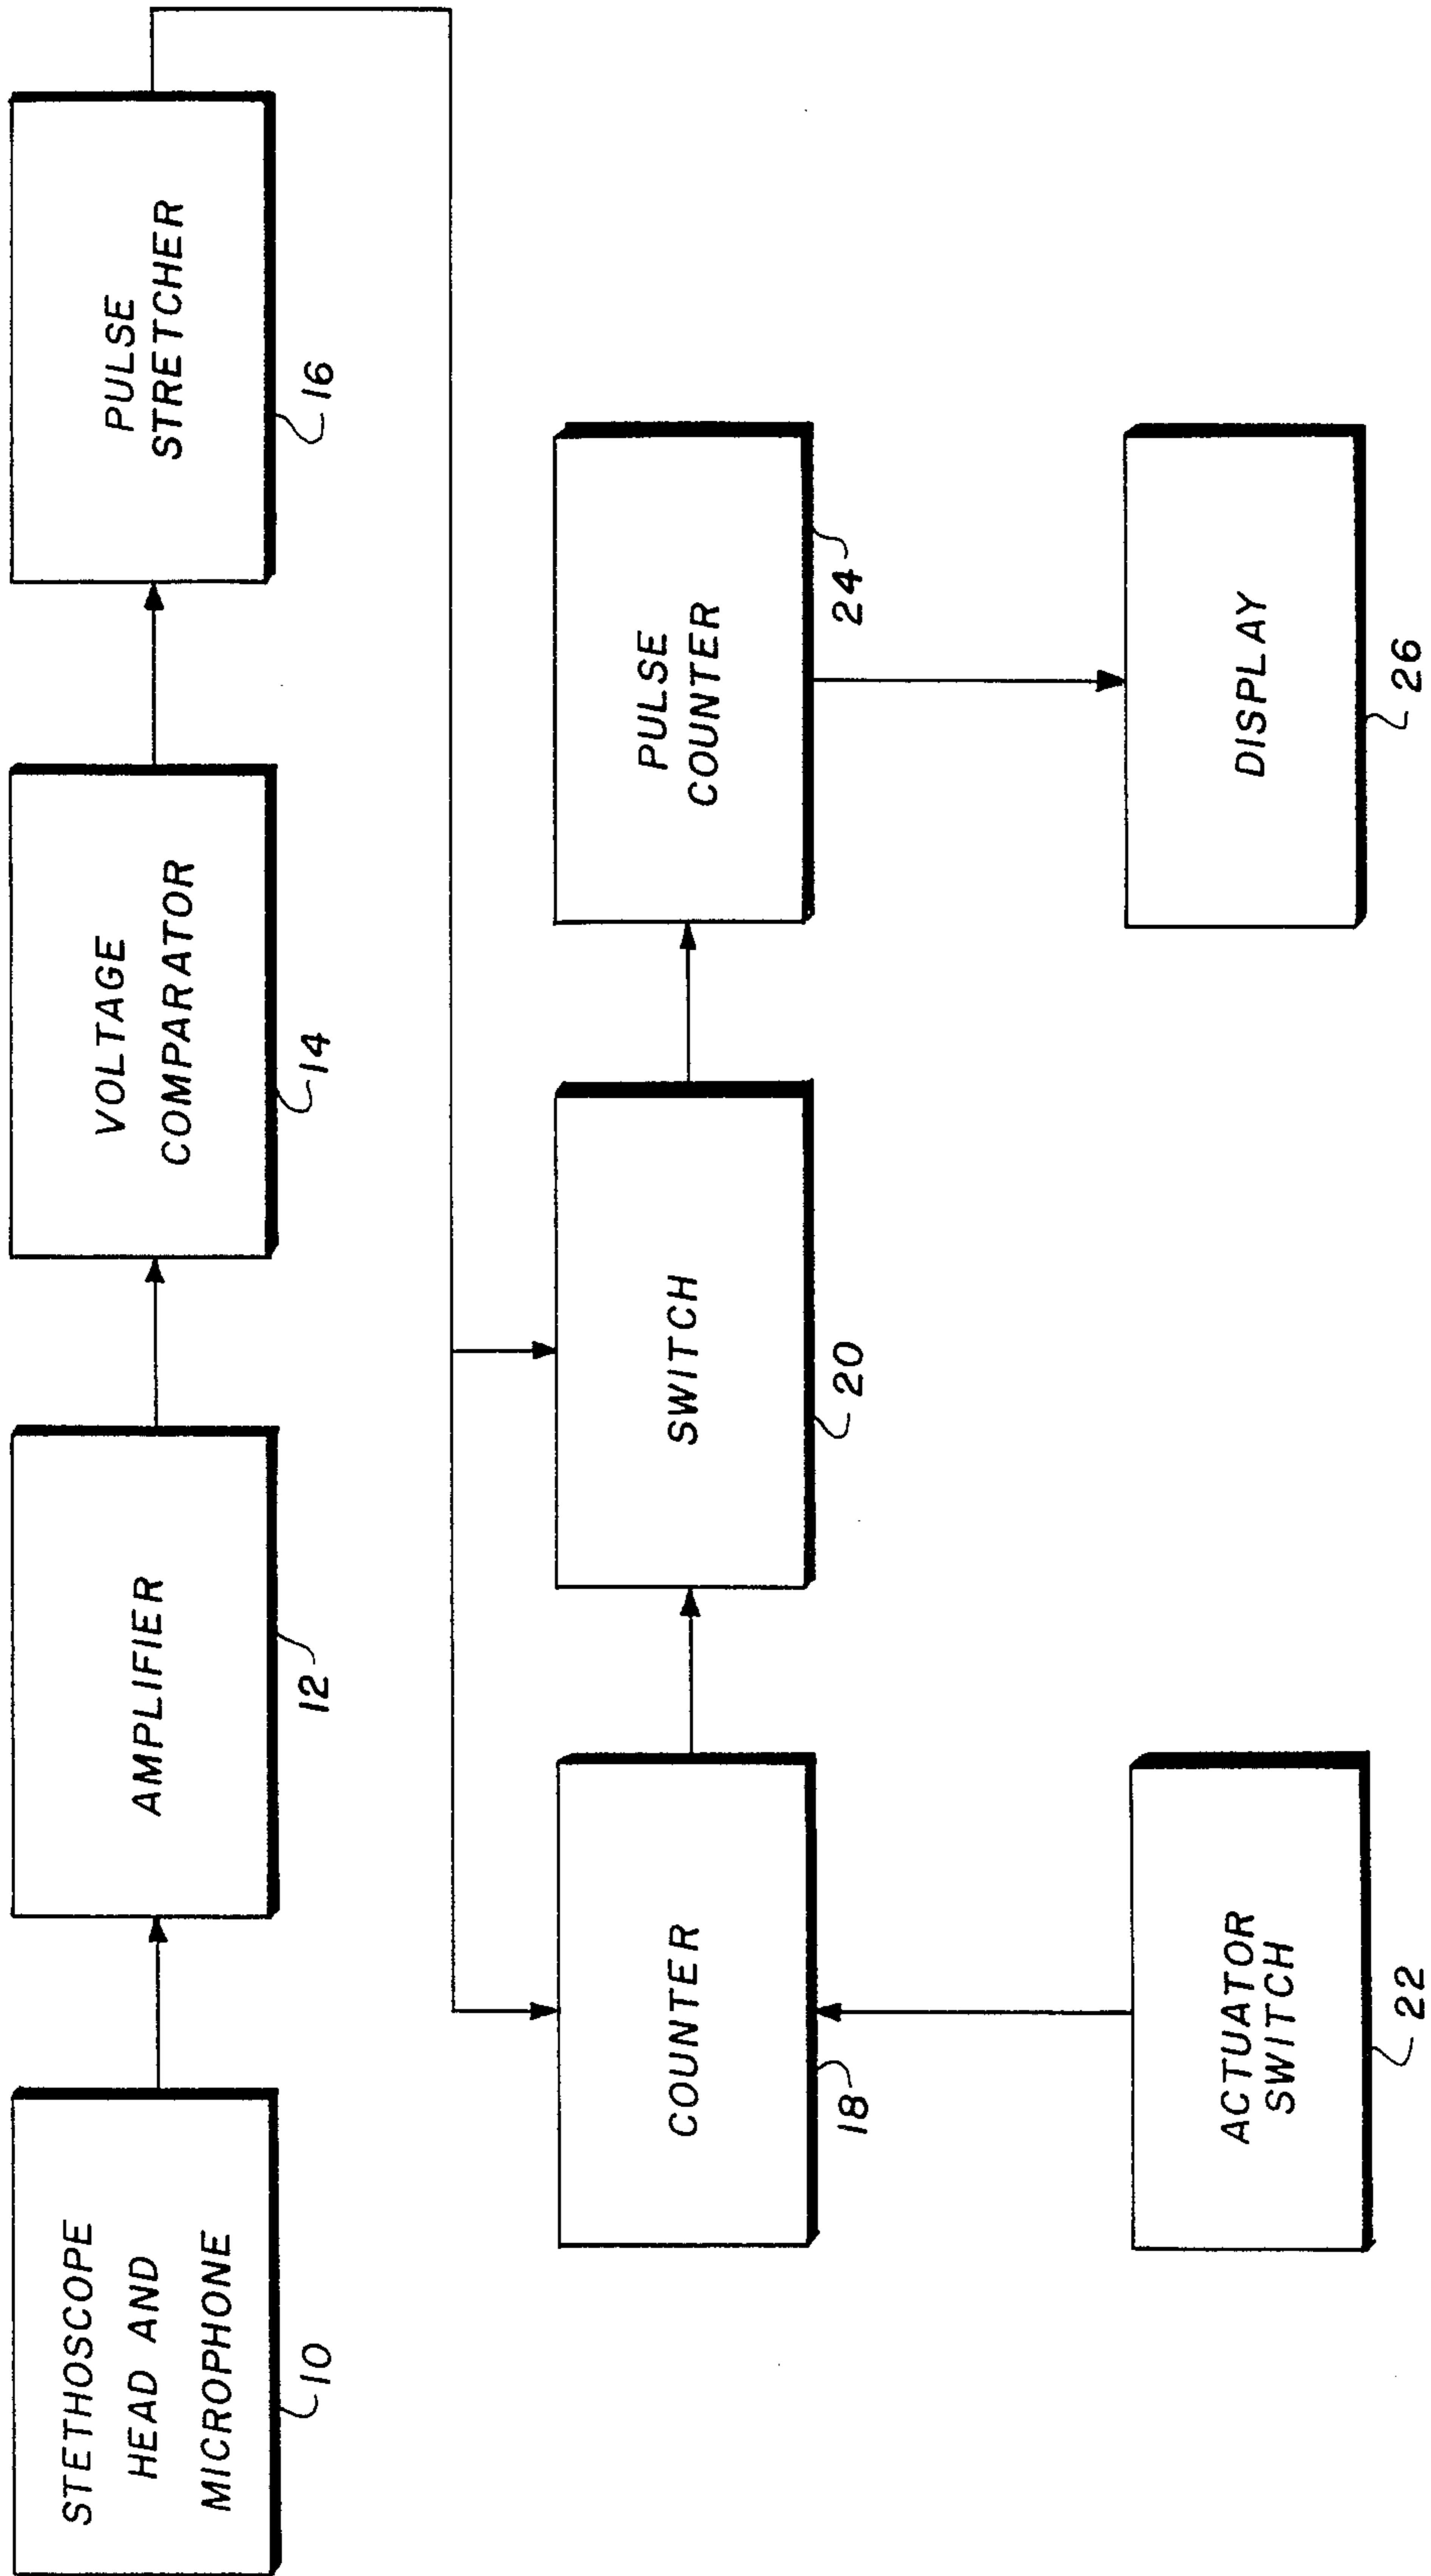 STETHOSCOPE
HEAD AND
MICROPHONE
10
AMPLIFIER
12
VOLTAGE
COMPARATOR
14
PULSE
STRETCHER
16
COUNTER
18
SWITCH
20
PULSE
COUNTER
24
ACTUATOR
SWITCH
22
DISPLAY
26